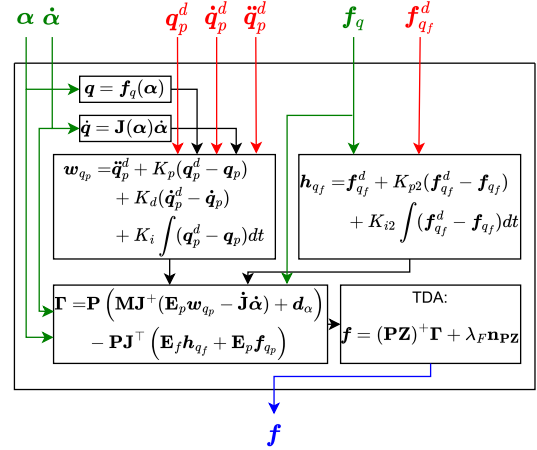 α α̇ q_p^d q̇_p^d q̈_p^d f_q f_{q_f}^d
q = f_q(α)
q̇ = J(α)α̇
w_{q_p} = q̈_p^d + K_p(q_p^d − q_p)
+ K_d(q̇_p^d − q̇_p)
+ K_i ∫(q_p^d − q_p)dt
h_{q_f} = f_{q_f}^d + K_{p2}(f_{q_f}^d − f_{q_f})
+ K_{i2} ∫(f_{q_f}^d − f_{q_f})dt
Γ = P (MJ⁺(E_p w_{q_p} − J̇α̇) + d_α)
− PJ^⊤ (E_f h_{q_f} + E_p f_{q_p})
TDA:
f = (PZ)⁺Γ + λ_F n_{PZ}
f